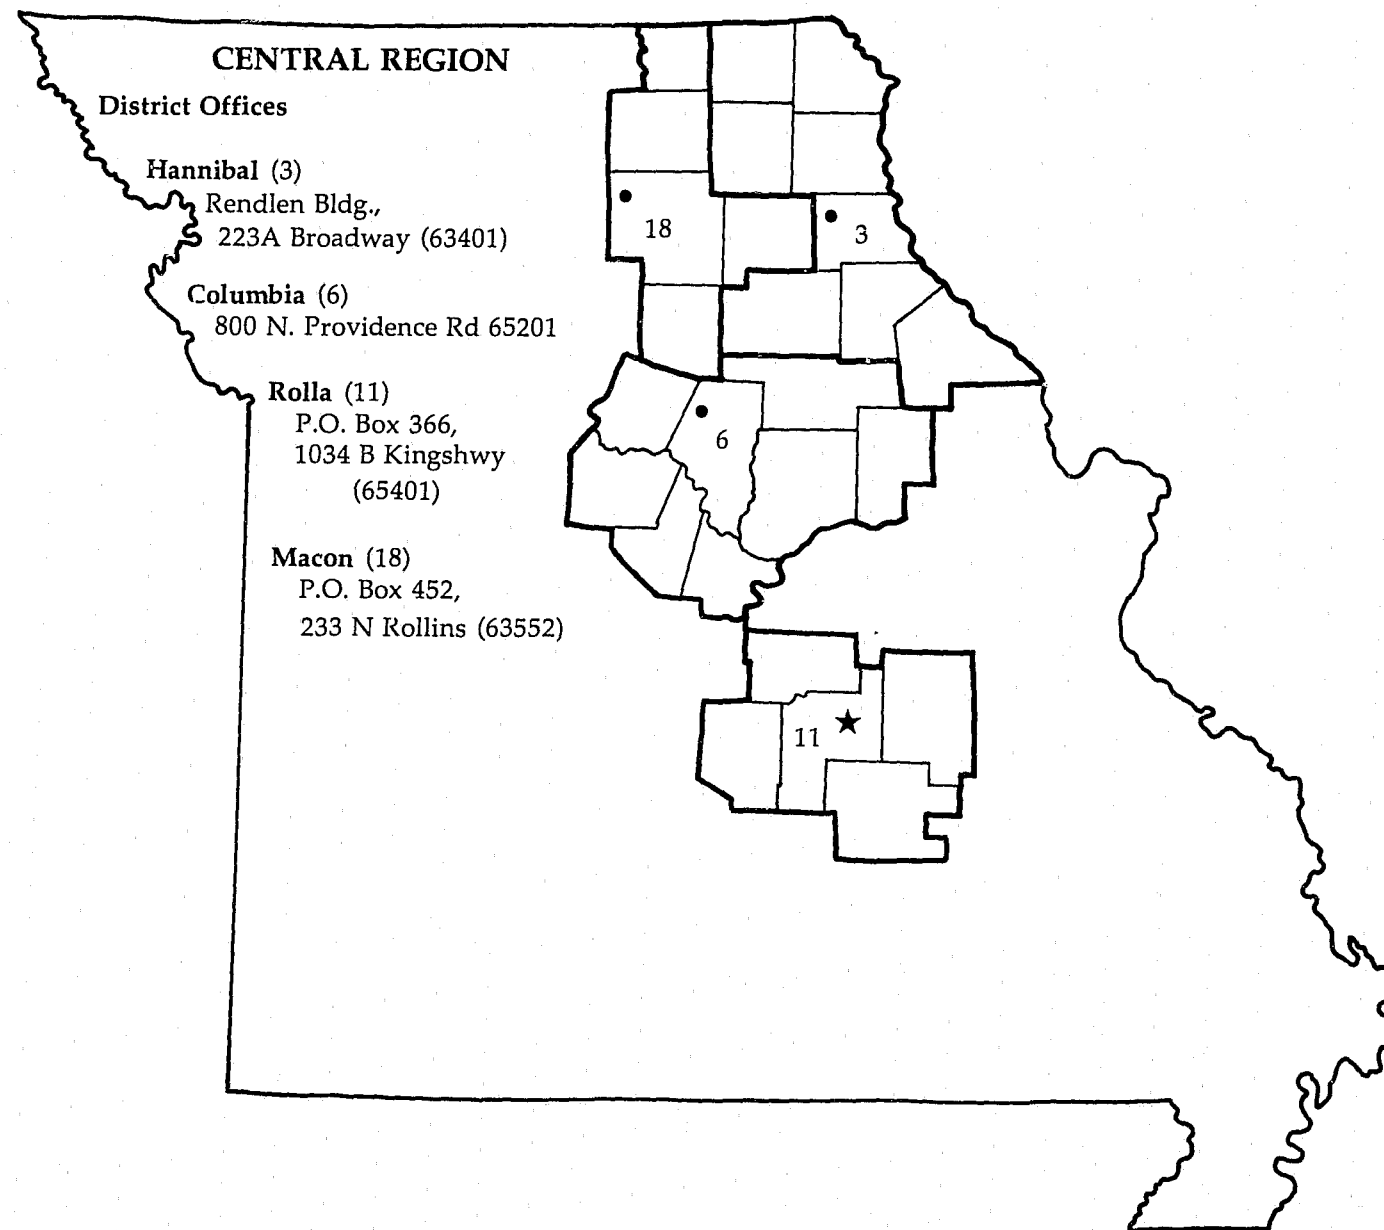 CENTRAL REGION
District Offices
Hannibal (3)
Rendlen Bldg.,
223A Broadway (63401)
Columbia (6)
800 N. Providence Rd 65201
Rolla (11)
P.O. Box 366,
1034 B Kingshwy
(65401)
Macon (18)
P.O. Box 452,
233 N Rollins (63552)
18
3
6
11